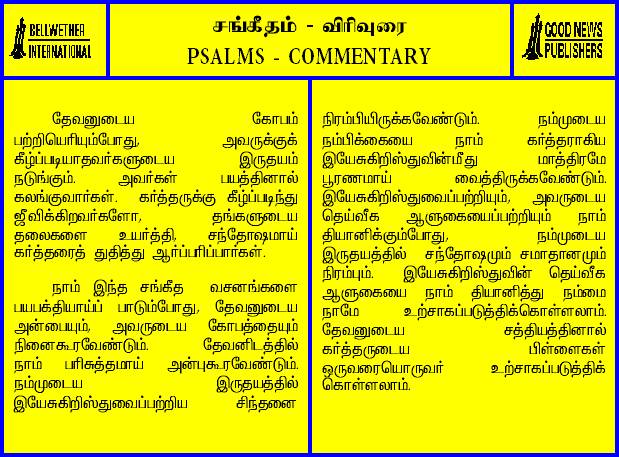 BELLWETHER
INTERNATIONAL
சங்கீதம் - விரிவுரை
PSALMS - COMMENTARY
GOOD NEWS
PUBLISHERS
தேவனுடைய கோபம்
பற்றியெரியும்போது, அவருக்குக்
கீழ்ப்படியாதவர்களுடைய இருதயம்
நடுங்கும். அவர்கள் பயத்தினால்
கலங்குவார்கள். கர்த்தருக்கு கீழ்ப்படிந்து
ஜீவிக்கிறவர்களோ, தங்களுடைய
தலைகளை உயர்த்தி, சந்தோஷமாய்
கர்த்தரைத் துதித்து ஆர்ப்பரிப்பார்கள்.
நாம் இந்த சங்கீத வசனங்களை
பயபக்தியாய்ப் பாடும்போது, தேவனுடைய
அன்பையும், அவருடைய கோபத்தையும்
நினைகூரவேண்டும். தேவனிடத்தில்
நாம் பரிசுத்தமாய் அன்புகூரவேண்டும்.
நம்முடைய இருதயத்தில்
இயேசுகிறிஸ்துவைப்பற்றிய சிந்தனை
நிரம்பியிருக்கவேண்டும். நம்முடைய
நம்பிக்கையை நாம் கர்த்தராகிய
இயேசுகிறிஸ்துவின்மீது மாத்திரமே
பூரணமாய் வைத்திருக்கவேண்டும்.
இயேசுகிறிஸ்துவைப்பற்றியும், அவருடைய
தெய்வீக ஆளுகையைப்பற்றியும் நாம்
தியானிக்கும்போது, நம்முடைய
இருதயத்தில் சந்தோஷமும் சமாதானமும்
நிரம்பும். இயேசுகிறிஸ்துவின் தெய்வீக
ஆளுகையை நாம் தியானித்து நம்மை
நாமே உற்சாகப்படுத்திக்கொள்ளலாம்.
தேவனுடைய சத்தியத்தினால்
கர்த்தருடைய பிள்ளைகள்
ஒருவரையொருவர் உற்சாகப்படுத்திக்
கொள்ளலாம்.